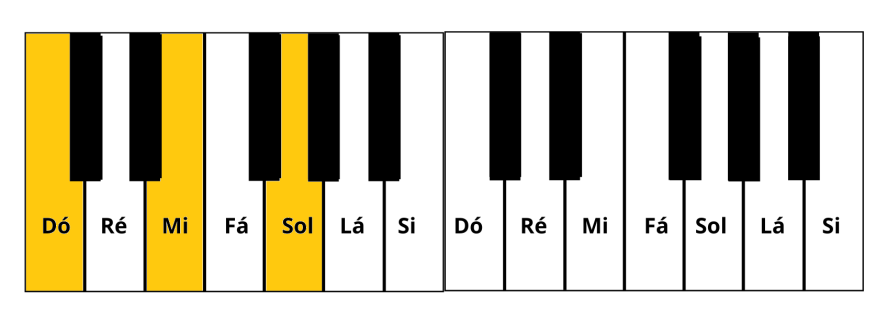 Dó Ré Mi Fá Sol Lá Si Dó Ré Mi Fá Sol Lá Si